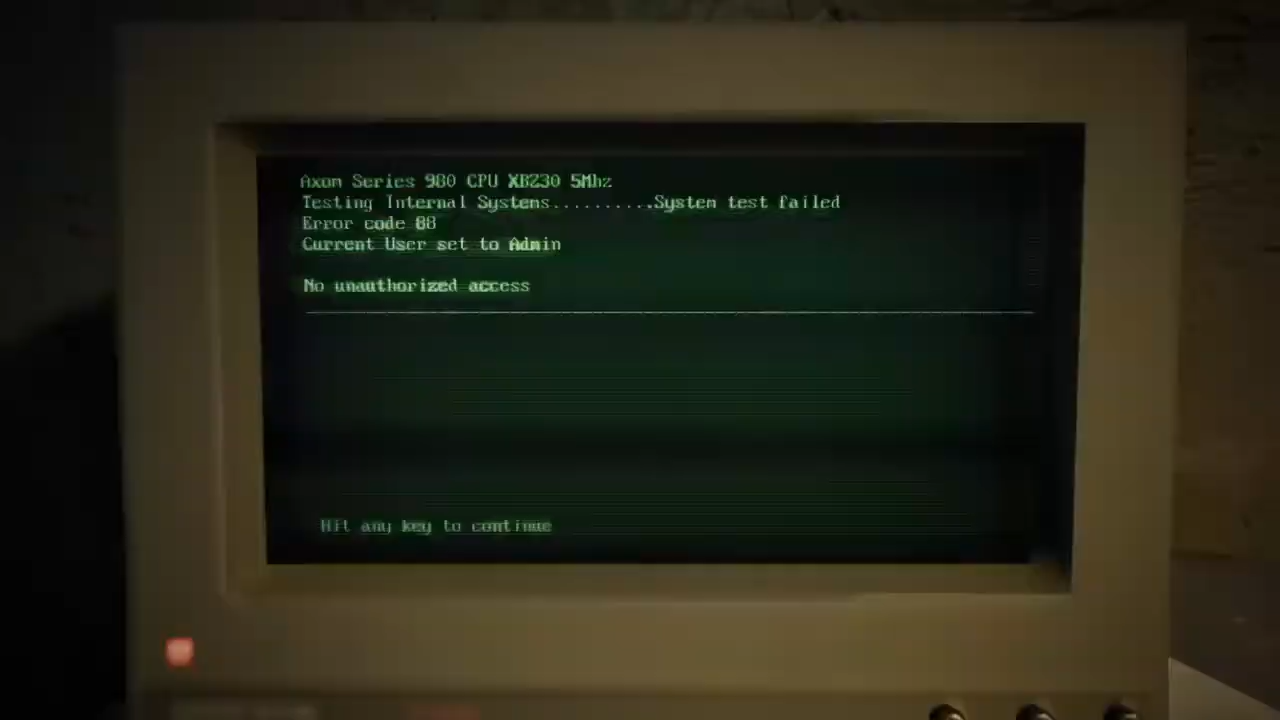 Axom Series 980 CPU XB230 5Mhz
Testing Internal Systems..........System test failed
Error code 88
Current User set to Admin
No unauthorized access
Hit any key to continue